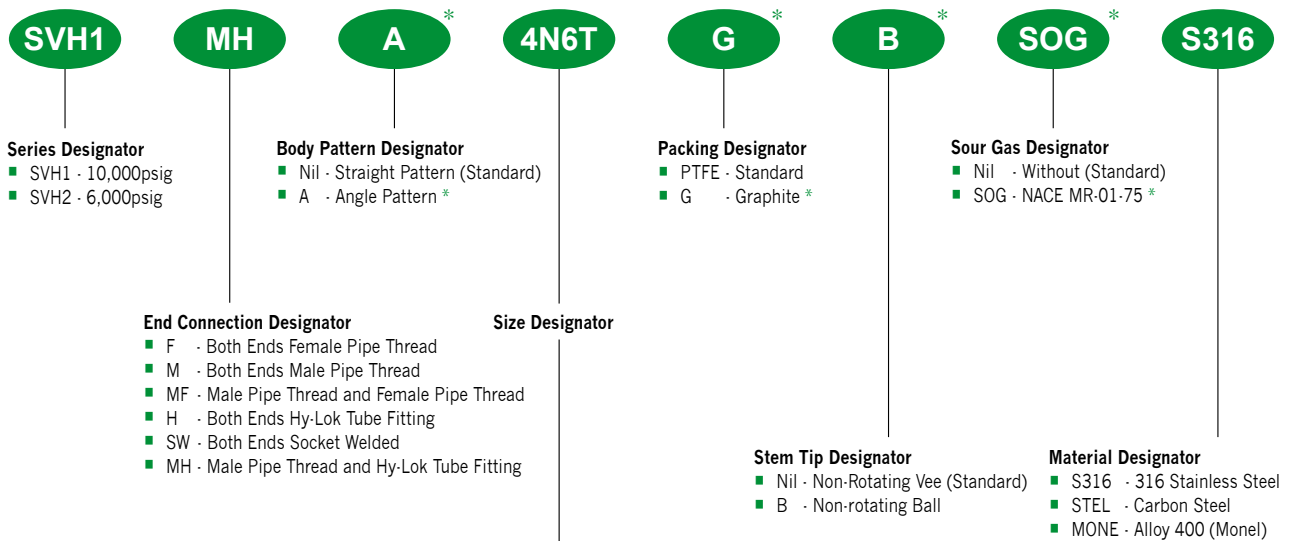 SVH1 MH A* 4N6T G* B* SOG* S316
Series Designator
SVH1 - 10,000psig
SVH2 - 6,000psig
Body Pattern Designator
Nil - Straight Pattern (Standard)
A - Angle Pattern *
Packing Designator
PTFE - Standard
G - Graphite *
Sour Gas Designator
Nil - Without (Standard)
SOG - NACE MR-01-75 *
End Connection Designator
F - Both Ends Female Pipe Thread
M - Both Ends Male Pipe Thread
MF - Male Pipe Thread and Female Pipe Thread
H - Both Ends Hy-Lok Tube Fitting
SW - Both Ends Socket Welded
MH - Male Pipe Thread and Hy-Lok Tube Fitting
Size Designator
Stem Tip Designator
Nil - Non-Rotating Vee (Standard)
B - Non-rotating Ball
Material Designator
S316 - 316 Stainless Steel
STEL - Carbon Steel
MONE - Alloy 400 (Monel)